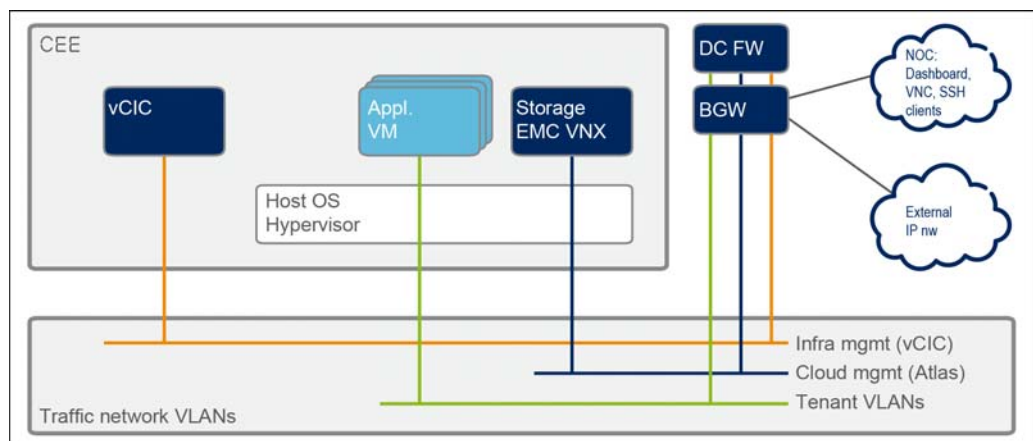 CEE
vCIC
Appl.
VM
Storage
EMC VNX
Host OS
Hypervisor
DC FW
BGW
NOC:
Dashboard,
VNC, SSH
clients
External
IP nw
Infra mgmt (vCIC)
Cloud mgmt (Atlas)
Tenant VLANs
Traffic network VLANs